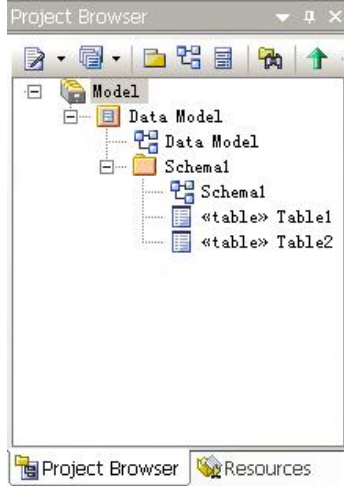 Project Browser
Model
Data Model
Data Model
Schema1
Schema1
«table» Table1
«table» Table2
Project Browser Resources